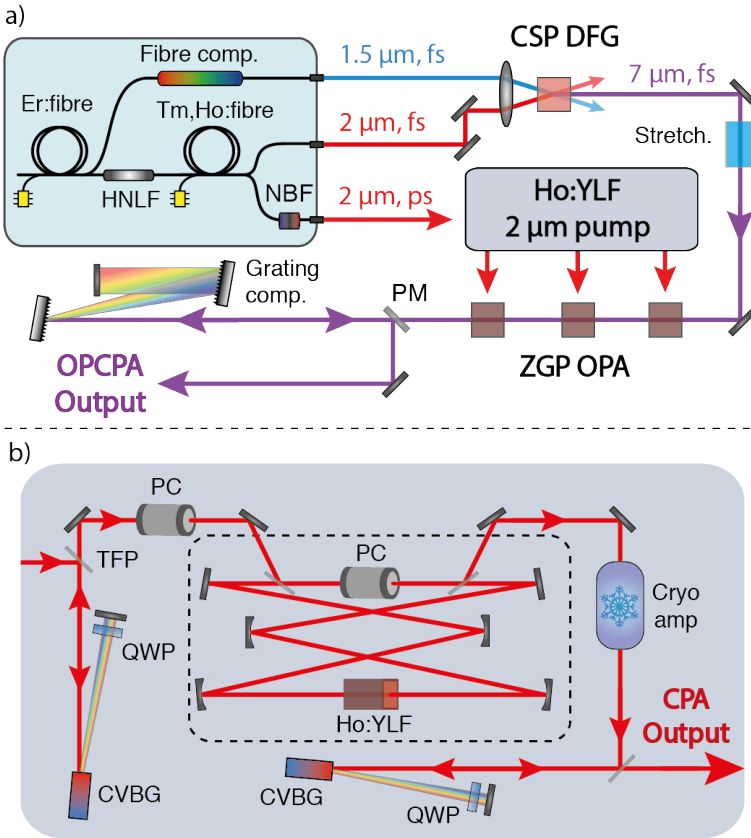 a)
Fibre comp.
1.5 µm, fs
CSP DFG
7 µm, fs
Er:fibre
Tm,Ho:fibre
2 µm, fs
Stretch.
HNLF
NBF
2 µm, ps
Ho:YLF
2 µm pump
Grating
comp.
PM
ZGP OPA
OPCPA
Output
b)
PC
TFP
PC
Cryo
amp
QWP
Ho:YLF
CPA
Output
CVBG
CVBG
QWP